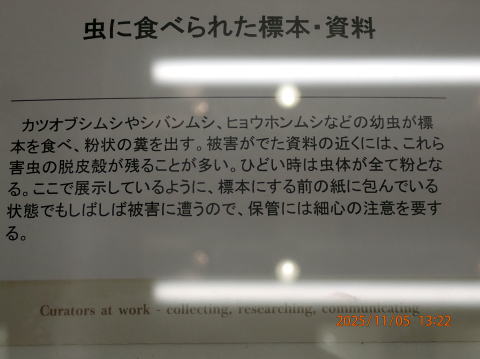 虫に食べられた標本・資料
カツオブシムシやシバンムシ、ヒョウホンムシなどの幼虫が標
本を食べ、粉状の糞を出す。被害がでた資料の近くには、これら
害虫の脱皮殻が残ることが多い。ひどい時は虫体が全て粉とな
る。ここで展示しているように、標本にする前の紙に包んでいる
状態でもしばしば被害に遭うので、保管には細心の注意を要す
る。
Curators at work - collecting, researching, communicating
2025/11/05 13:22